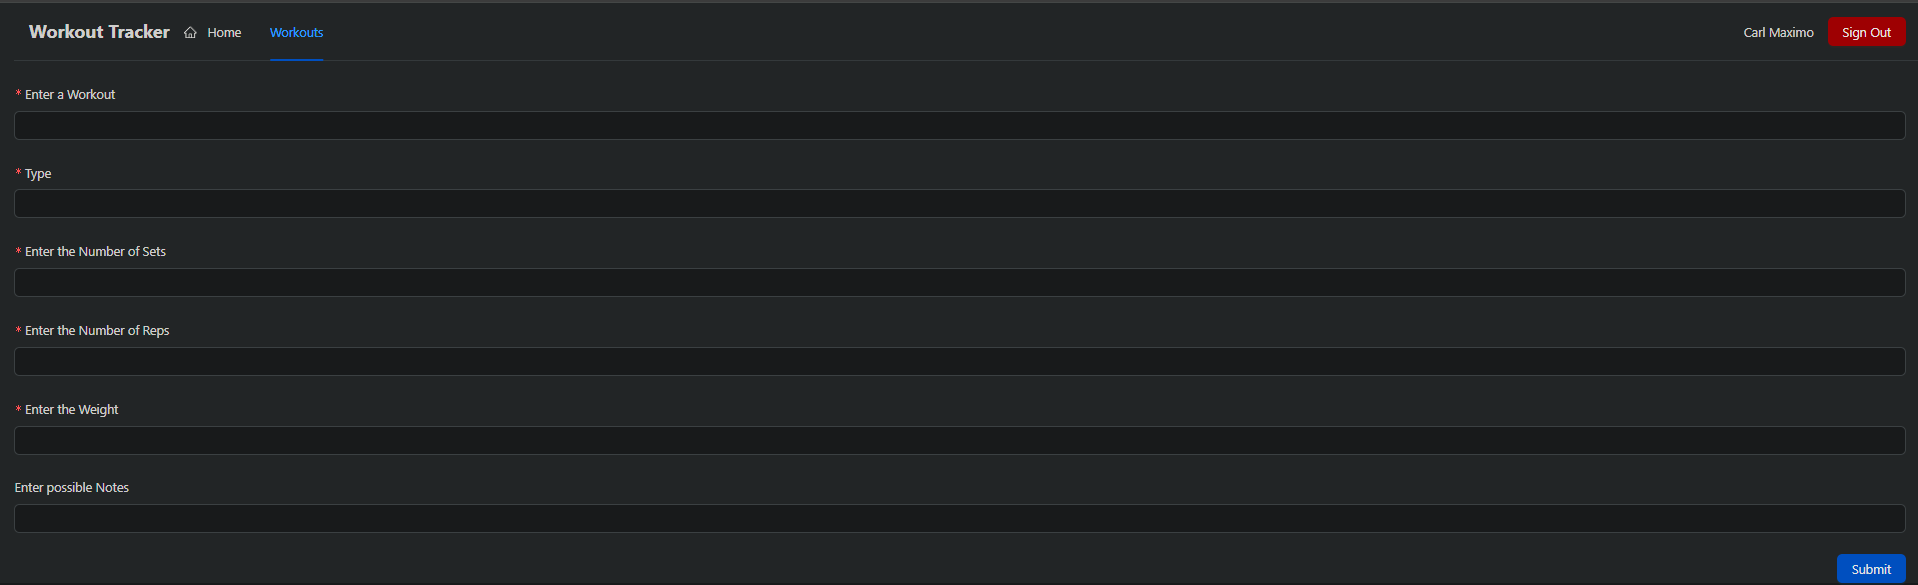 Workout Tracker Home Workouts Carl Maximo Sign Out
* Enter a Workout
* Type
* Enter the Number of Sets
* Enter the Number of Reps
* Enter the Weight
Enter possible Notes
Submit